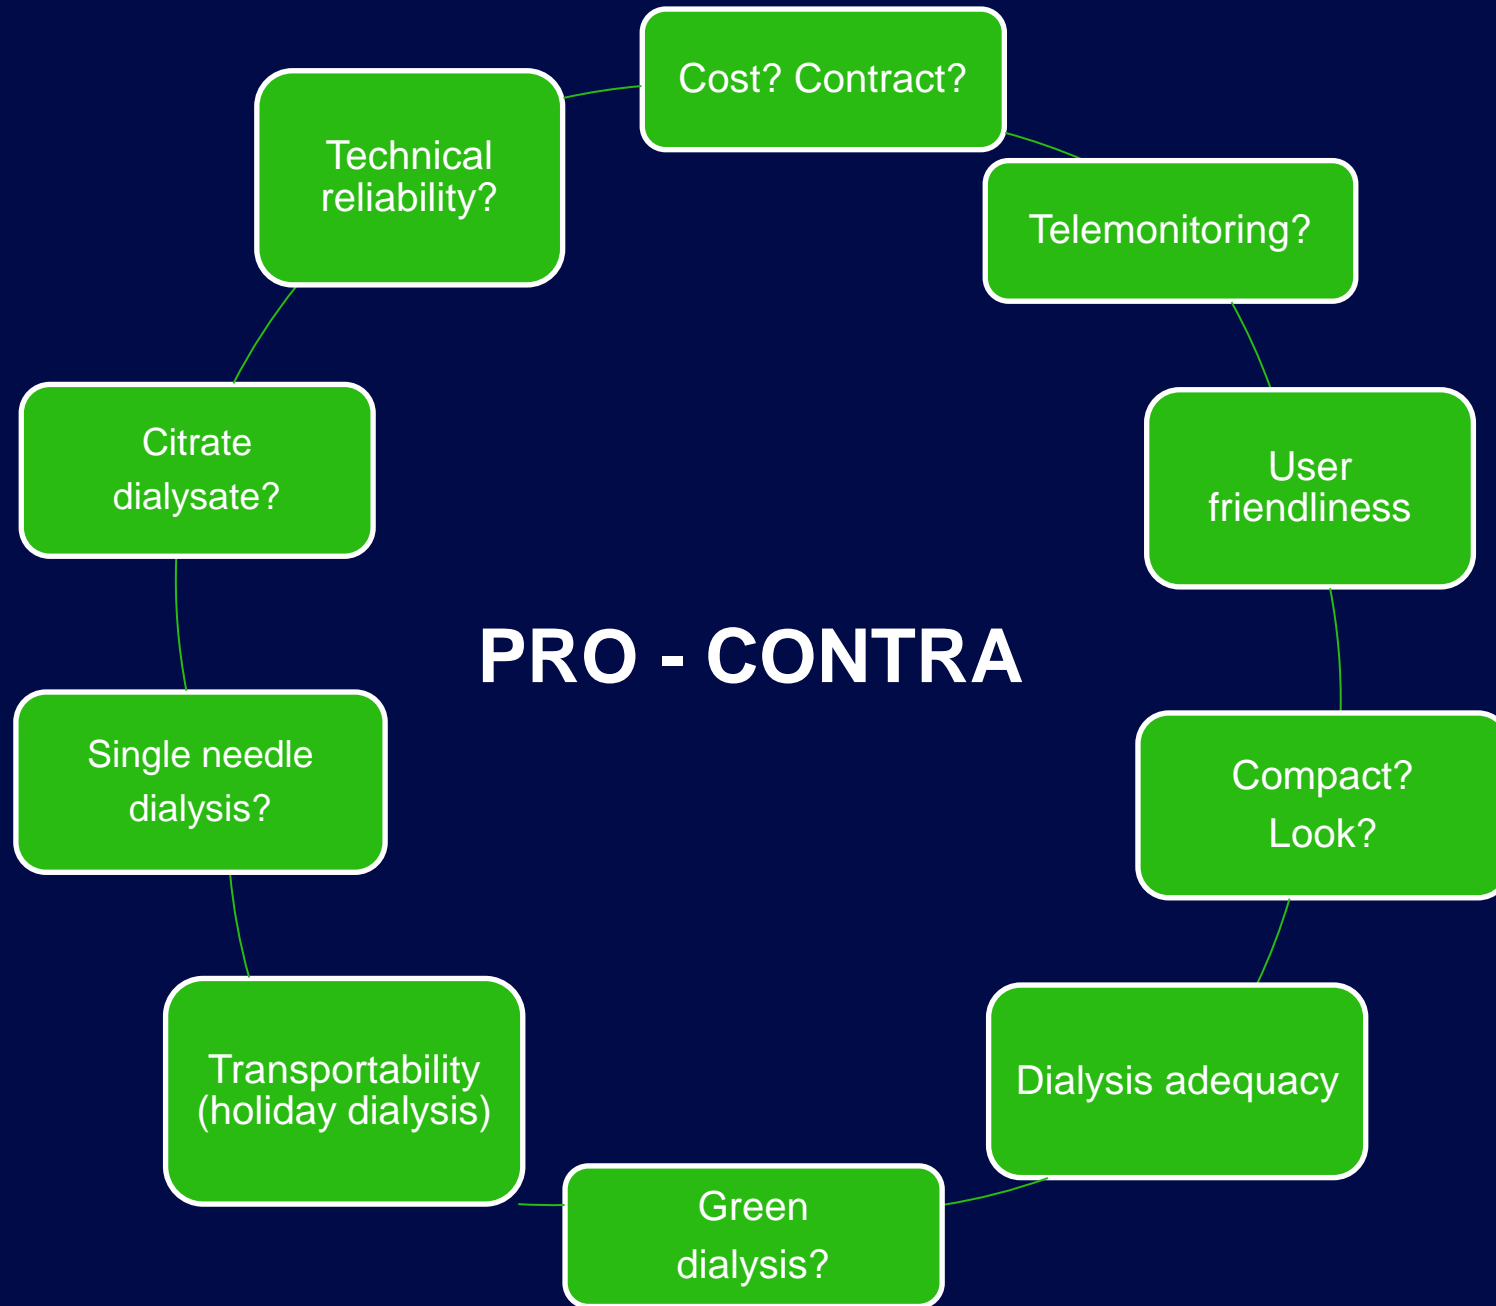 Cost? Contract?
Telemonitoring?
User
friendliness
Compact?
Look?
Dialysis adequacy
Green
dialysis?
Transportability
(holiday dialysis)
Single needle
dialysis?
Citrate
dialysate?
Technical
reliability?
PRO - CONTRA